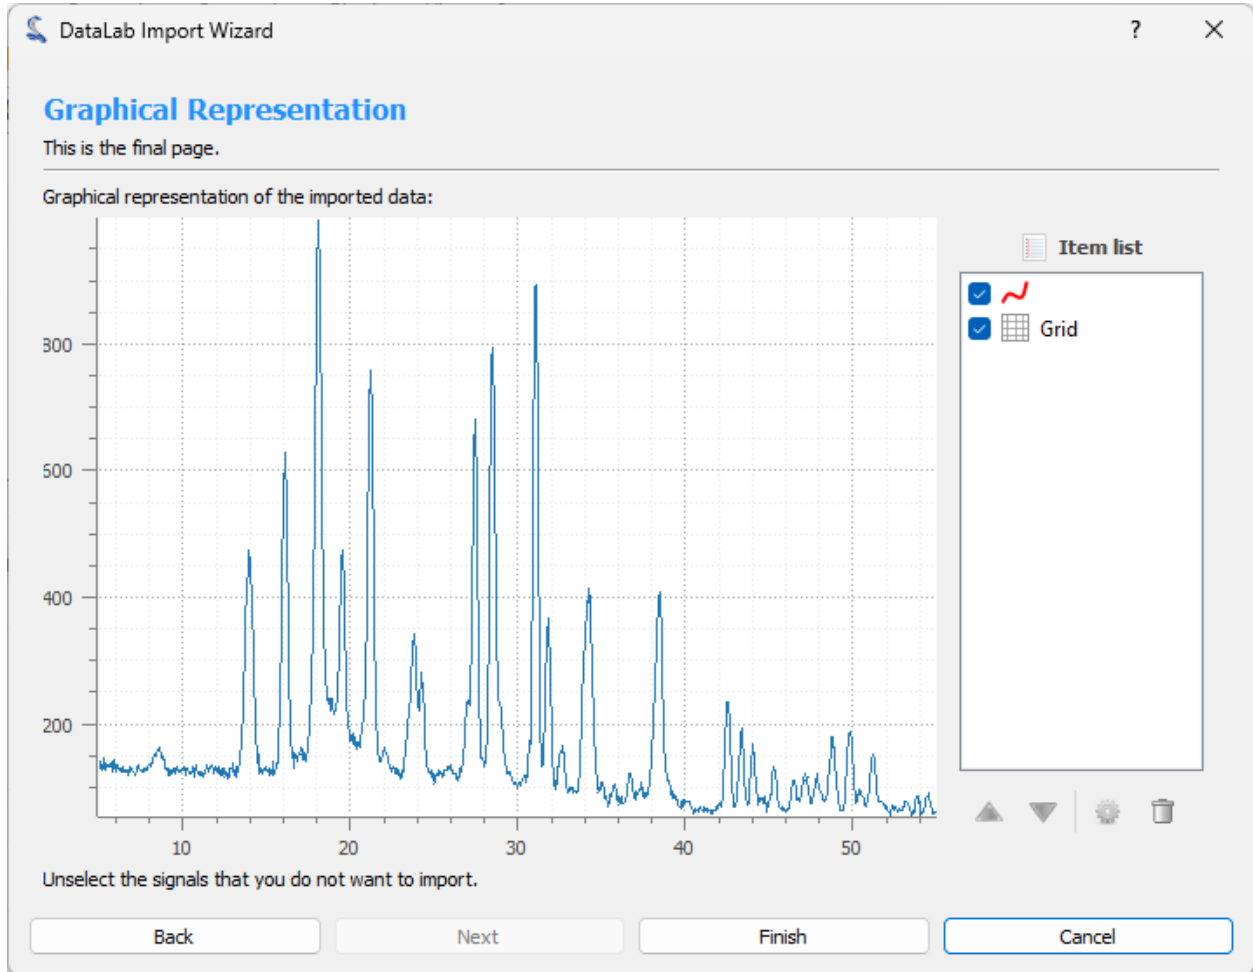 DataLab Import Wizard
?
Graphical Representation
This is the final page.
Graphical representation of the imported data:
Item list
Grid
800
600
400
200
10 20 30 40 50
Unselect the signals that you do not want to import.
Back Next Finish Cancel